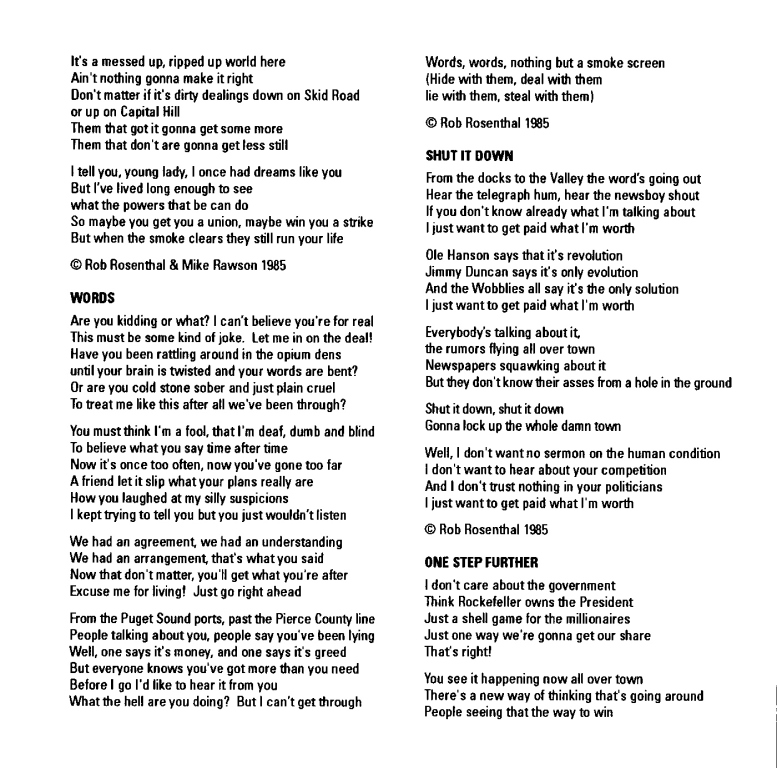 It's a messed up, ripped up world here
Ain't nothing gonna make it right
Don't matter if it's dirty dealings down on Skid Road
or up on Capital Hill
Them that got it gonna get some more
Them that don't are gonna get less still

I tell you, young lady, I once had dreams like you
But I've lived long enough to see
what the powers that be can do
So maybe you get you a union, maybe win you a strike
But when the smoke clears they still run your life

© Rob Rosenthal & Mike Rawson 1985

WORDS

Are you kidding or what? I can't believe you're for real
This must be some kind of joke. Let me in on the deal!
Have you been rattling around in the opium dens
until your brain is twisted and your words are bent?
Or are you cold stone sober and just plain cruel
To treat me like this after all we've been through?

You must think I'm a fool, that I'm deaf, dumb and blind
To believe what you say time after time
Now it's once too often, now you've gone too far
A friend let it slip what your plans really are
How you laughed at my silly suspicions
I kept trying to tell you but you just wouldn't listen

We had an agreement, we had an understanding
We had an arrangement, that's what you said
Now that don't matter, you'll get what you're after
Excuse me for living! Just go right ahead

From the Puget Sound ports, past the Pierce County line
People talking about you, people say you've been lying
Well, one says it's money, and one says it's greed
But everyone knows you've got more than you need
Before I go I'd like to hear it from you
What the hell are you doing? But I can't get through

Words, words, nothing but a smoke screen
(Hide with them, deal with them
lie with them, steal with them)

© Rob Rosenthal 1985

SHUT IT DOWN

From the docks to the Valley the word's going out
Hear the telegraph hum, hear the newsboy shout
If you don't know already what I'm talking about
I just want to get paid what I'm worth

Ole Hanson says that it's revolution
Jimmy Duncan says it's only evolution
And the Wobblies all say it's the only solution
I just want to get paid what I'm worth

Everybody's talking about it,
the rumors flying all over town
Newspapers squawking about it
But they don't know their asses from a hole in the ground

Shut it down, shut it down
Gonna lock up the whole damn town

Well, I don't want no sermon on the human condition
I don't want to hear about your competition
And I don't trust nothing in your politicians
I just want to get paid what I'm worth

© Rob Rosenthal 1985

ONE STEP FURTHER

I don't care about the government
Think Rockefeller owns the President
Just a shell game for the millionaires
Just one way we're gonna get our share
That's right!

You see it happening now all over town
There's a new way of thinking that's going around
People seeing that the way to win